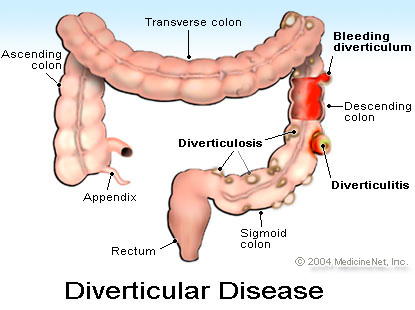 Transverse colon
Ascending
colon
Bleeding
diverticulum
Descending
colon
Diverticulosis
Diverticulitis
Appendix
Sigmoid
colon
Rectum
© 2004 MedicineNet, Inc.
Diverticular Disease